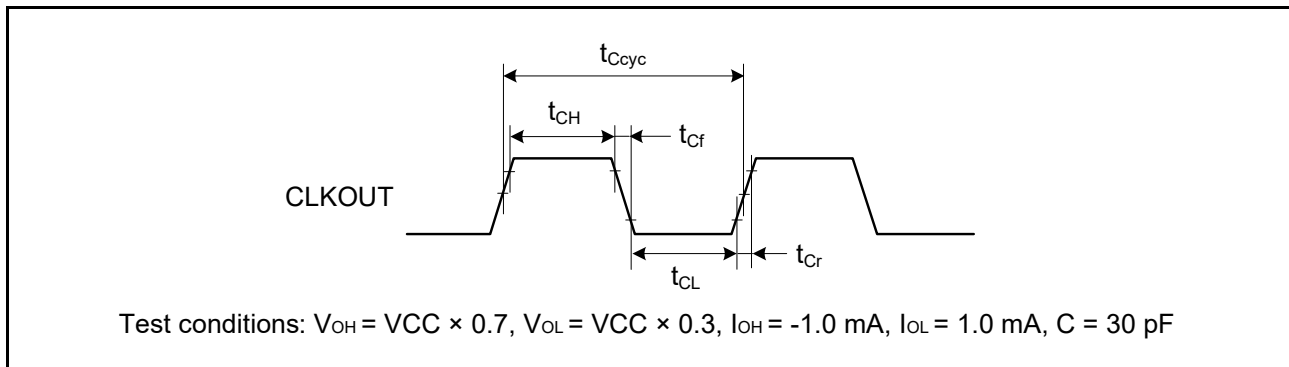 tCcyc
tCH
tCf
CLKOUT
tCr
tCL
Test conditions: VOH = VCC × 0.7, VOL = VCC × 0.3, IOH = -1.0 mA, IOL = 1.0 mA, C = 30 pF